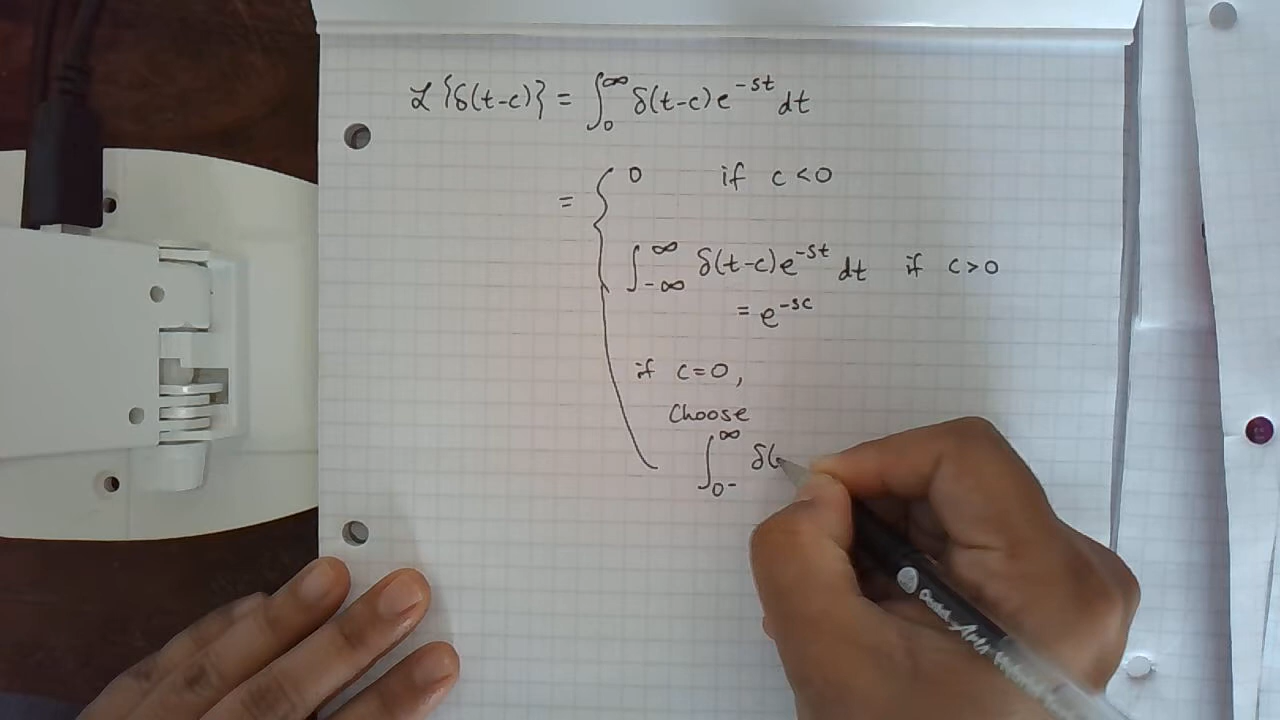 ℒ{δ(t-c)} = ∫₀^∞ δ(t-c)e^{-st} dt
= { 0 if c<0
∫_{-∞}^{∞} δ(t-c)e^{-st} dt if c>0
= e^{-sc}
if c=0,
Choose
∫_{0-}^{∞} δ(